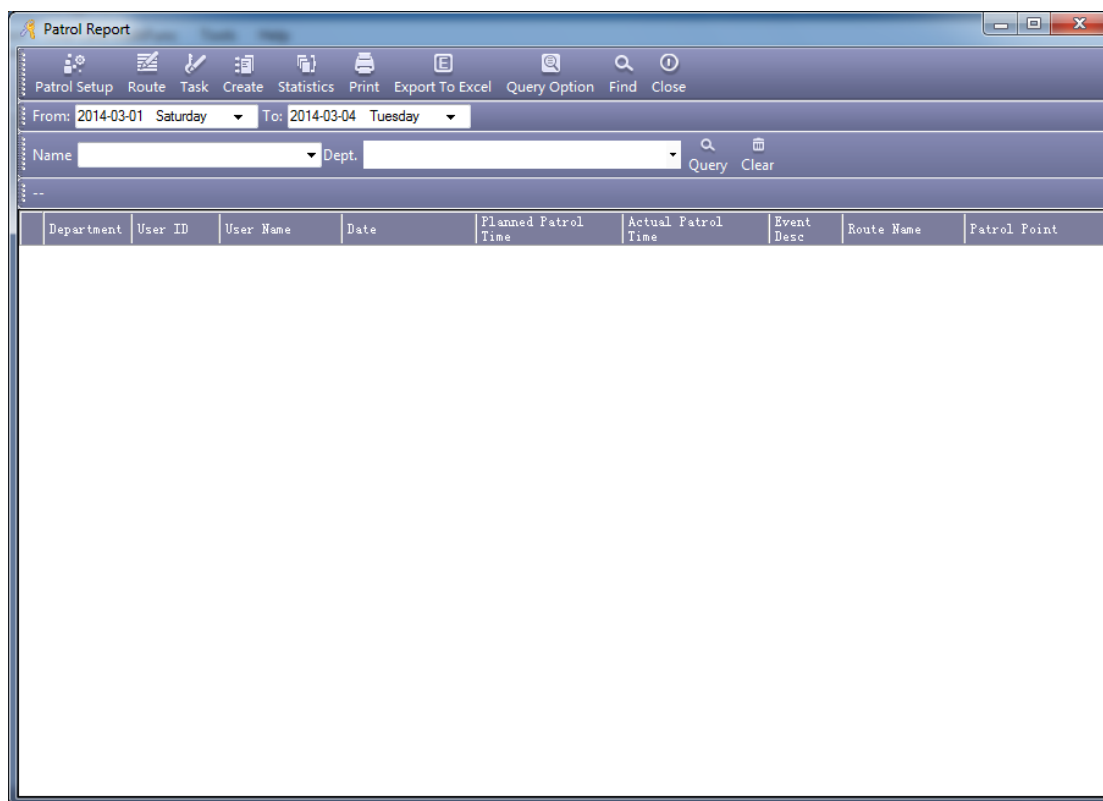 Patrol Report
Tools Help
Patrol Setup Route Task Create Statistics Print Export To Excel Query Option Find Close
From: 2014-03-01 Saturday To: 2014-03-04 Tuesday
Name Dept. Query Clear
--
Department User ID User Name Date Planned Patrol Time Actual Patrol Time Event Desc Route Name Patrol Point